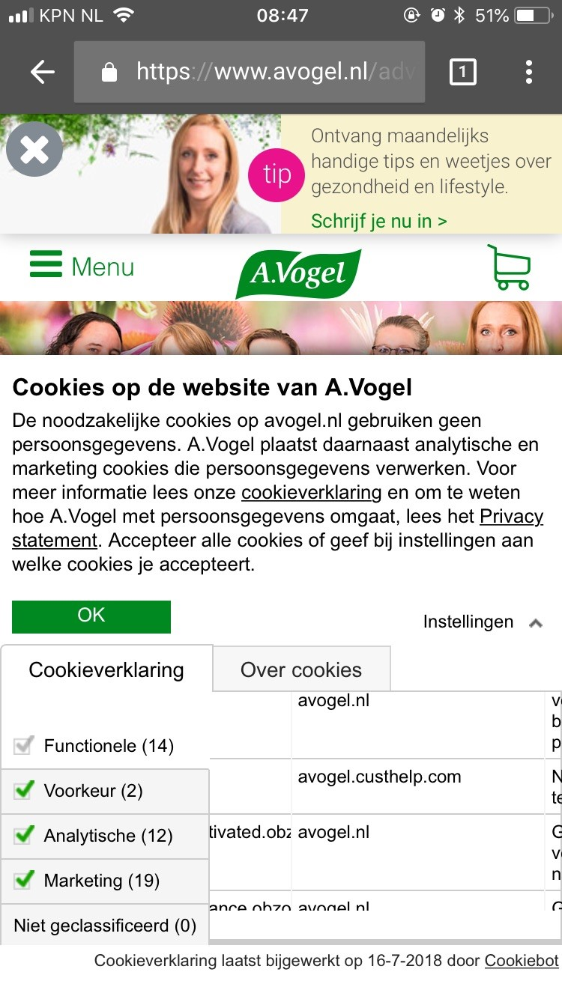 KPN NL 08:47 51%
https://www.avogel.nl/adv
1
Ontvang maandelijks
handige tips en weetjes over
gezondheid en lifestyle.
tip
Schrijf je nu in >
Menu
A.Vogel
Cookies op de website van A.Vogel
De noodzakelijke cookies op avogel.nl gebruiken geen
persoonsgegevens. A.Vogel plaatst daarnaast analytische en
marketing cookies die persoonsgegevens verwerken. Voor
meer informatie lees onze cookieverklaring en om te weten
hoe A.Vogel met persoonsgegevens omgaat, lees het Privacy
statement. Accepteer alle cookies of geef bij instellingen aan
welke cookies je accepteert.
OK
Instellingen
Cookieverklaring
Over cookies
avogel.nl
Functionele (14)
avogel.custhelp.com
Voorkeur (2)
Analytische (12)
tivated.obz avogel.nl
Marketing (19)
ance.obzo avogel.nl
Niet geclassificeerd (0)
Cookieverklaring laatst bijgewerkt op 16-7-2018 door Cookiebot